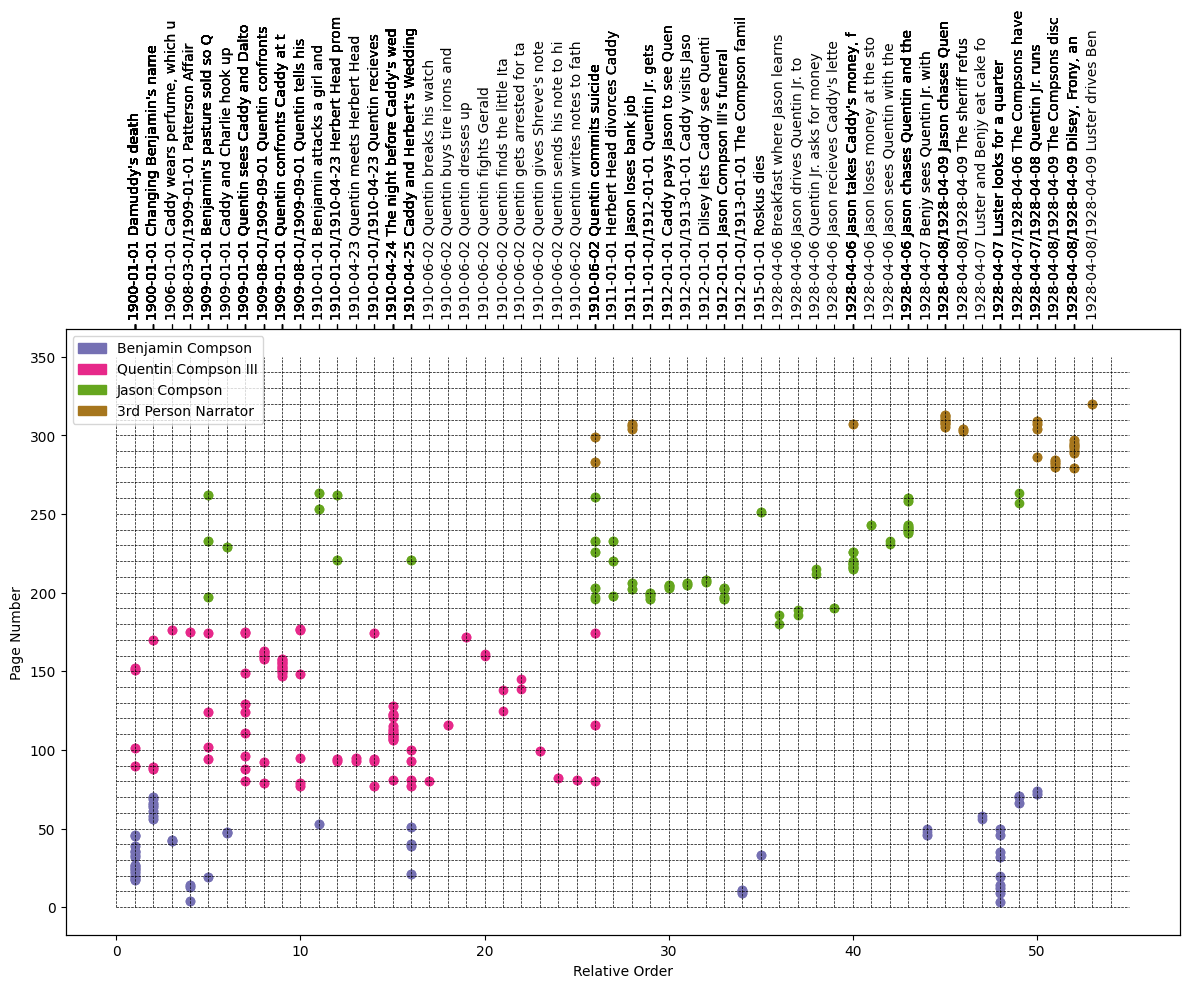 1900-01-01 Damuddy's death
1900-01-01 Changing Benjamin's name
1906-01-01 Caddy wears perfume, which u
1908-03-01/1909-01-01 Patterson Affair
1909-01-01 Benjamin's pasture sold so Q
1909-01-01 Caddy and Charlie hook up
1909-01-01 Quentin sees Caddy and Dalto
1909-08-01/1909-09-01 Quentin confronts
1909-01-01 Quentin confronts Caddy at t
1909-08-01/1909-09-01 Quentin tells his
1910-01-01 Benjamin attacks a girl and
1910-01-01/1910-04-23 Herbert Head prom
1910-04-23 Quentin meets Herbert Head
1910-01-01/1910-04-23 Quentin recieves
1910-04-24 The night before Caddy's wed
1910-04-25 Caddy and Herbert's Wedding
1910-06-02 Quentin breaks his watch
1910-06-02 Quentin buys tire irons and
1910-06-02 Quentin dresses up
1910-06-02 Quentin fights Gerald
1910-06-02 Quentin finds the little Ita
1910-06-02 Quentin gets arrested for ta
1910-06-02 Quentin gives Shreve's note
1910-06-02 Quentin sends his note to hi
1910-06-02 Quentin writes notes to fath
1910-06-02 Quentin commits suicide
1911-01-01 Herbert Head divorces Caddy
1911-01-01 Jason loses bank job
1911-01-01/1912-01-01 Quentin Jr. gets
1912-01-01 Caddy pays Jason to see Quen
1912-01-01/1913-01-01 Caddy visits Jaso
1912-01-01 Dilsey lets Caddy see Quenti
1912-01-01 Jason Compson III's funeral
1912-01-01/1913-01-01 The Compson famil
1915-01-01 Roskus dies
1928-04-06 Breakfast where Jason learns
1928-04-06 Jason drives Quentin Jr. to
1928-04-06 Quentin Jr. asks for money
1928-04-06 Jason recieves Caddy's lette
1928-04-06 Jason takes Caddy's money, f
1928-04-06 Jason loses money at the sto
1928-04-06 Jason sees Quentin with the
1928-04-06 Jason chases Quentin and the
1928-04-07 Benjy sees Quentin Jr. with
1928-04-08/1928-04-09 Jason chases Quen
1928-04-08/1928-04-09 The sheriff refus
1928-04-07 Luster and Benjy eat cake fo
1928-04-07 Luster looks for a quarter
1928-04-07/1928-04-06 The Compsons have
1928-04-07/1928-04-08 Quentin Jr. runs
1928-04-08/1928-04-09 The Compsons disc
1928-04-08/1928-04-09 Dilsey, Frony, an
1928-04-08/1928-04-09 Luster drives Ben
Benjamin Compson
Quentin Compson III
Jason Compson
3rd Person Narrator
350
300
250
200
150
100
50
0
Page Number
0 10 20 30 40 50
Relative Order